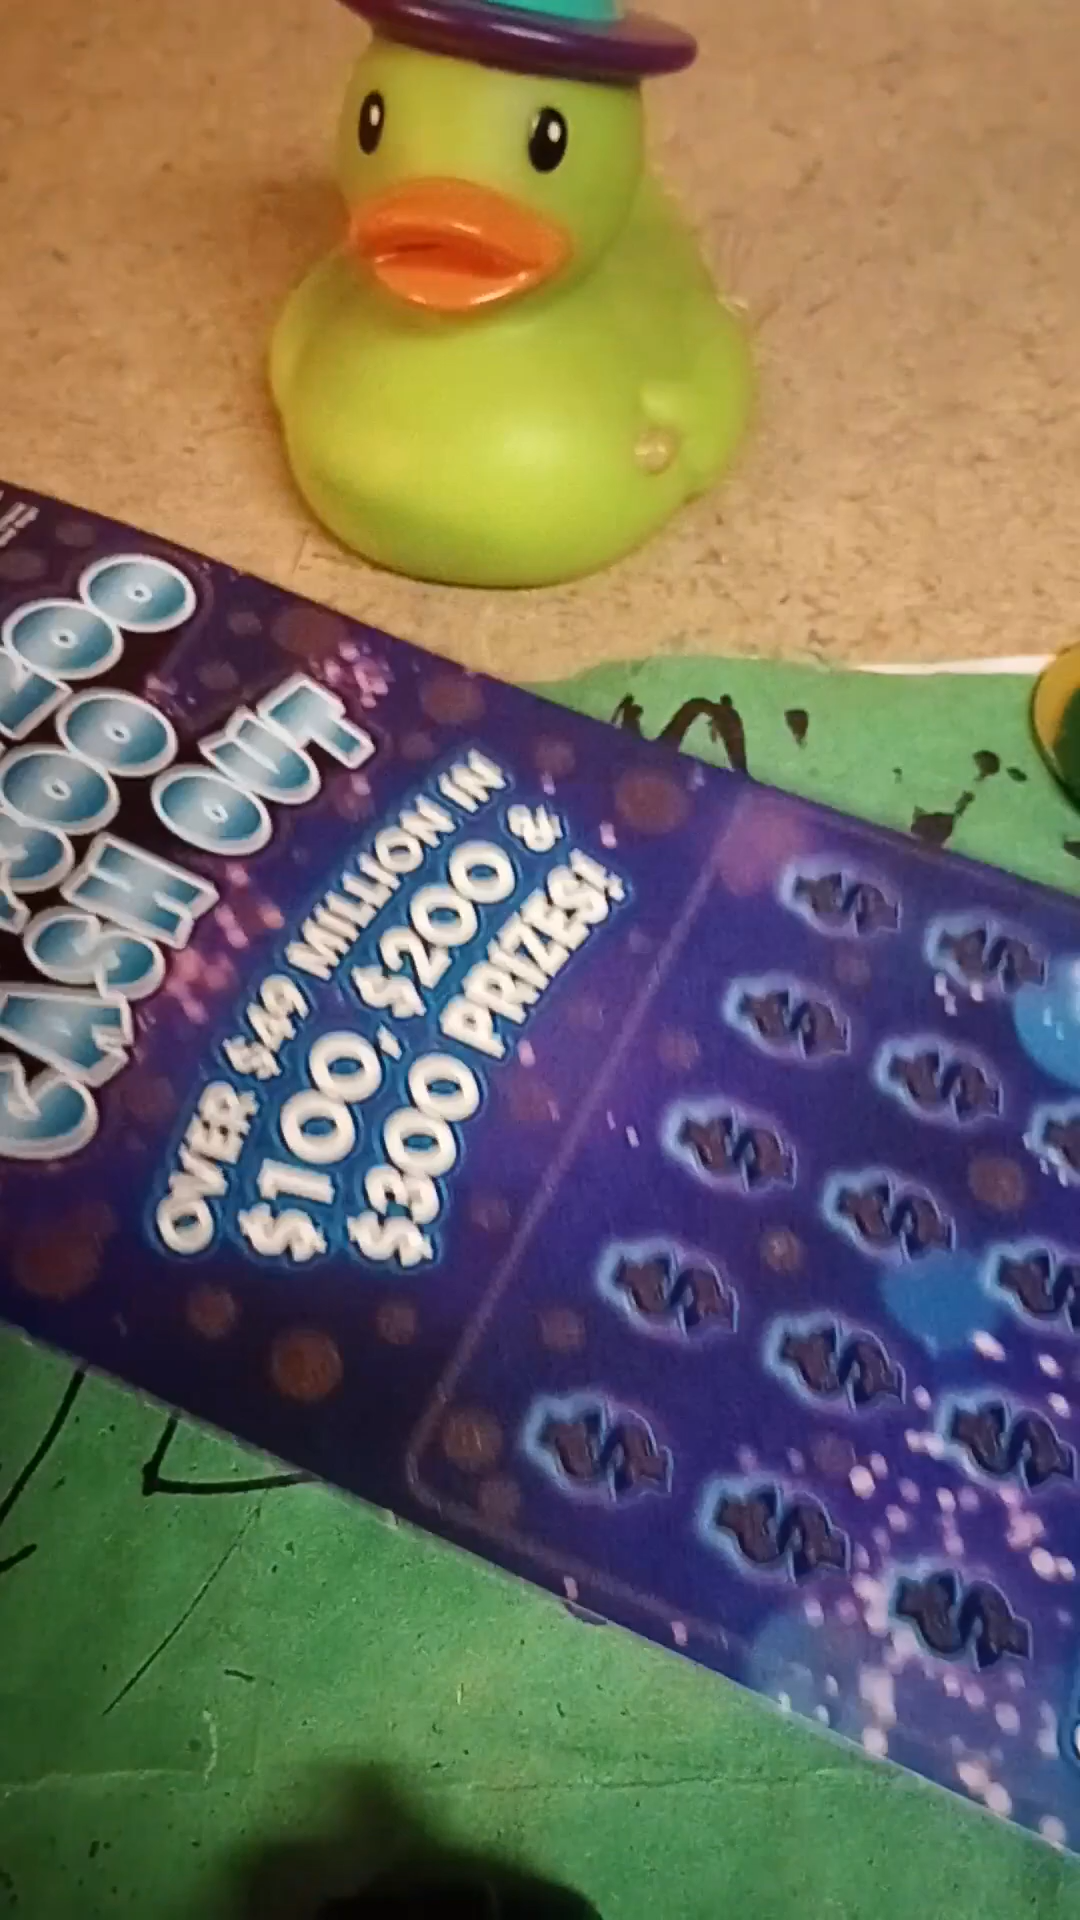 CASH OUT
OVER $49 MILLION IN
$100, $200 &
$300 PRIZES!
$ $
$ $
$ $
$ $ $
$ $ $
$